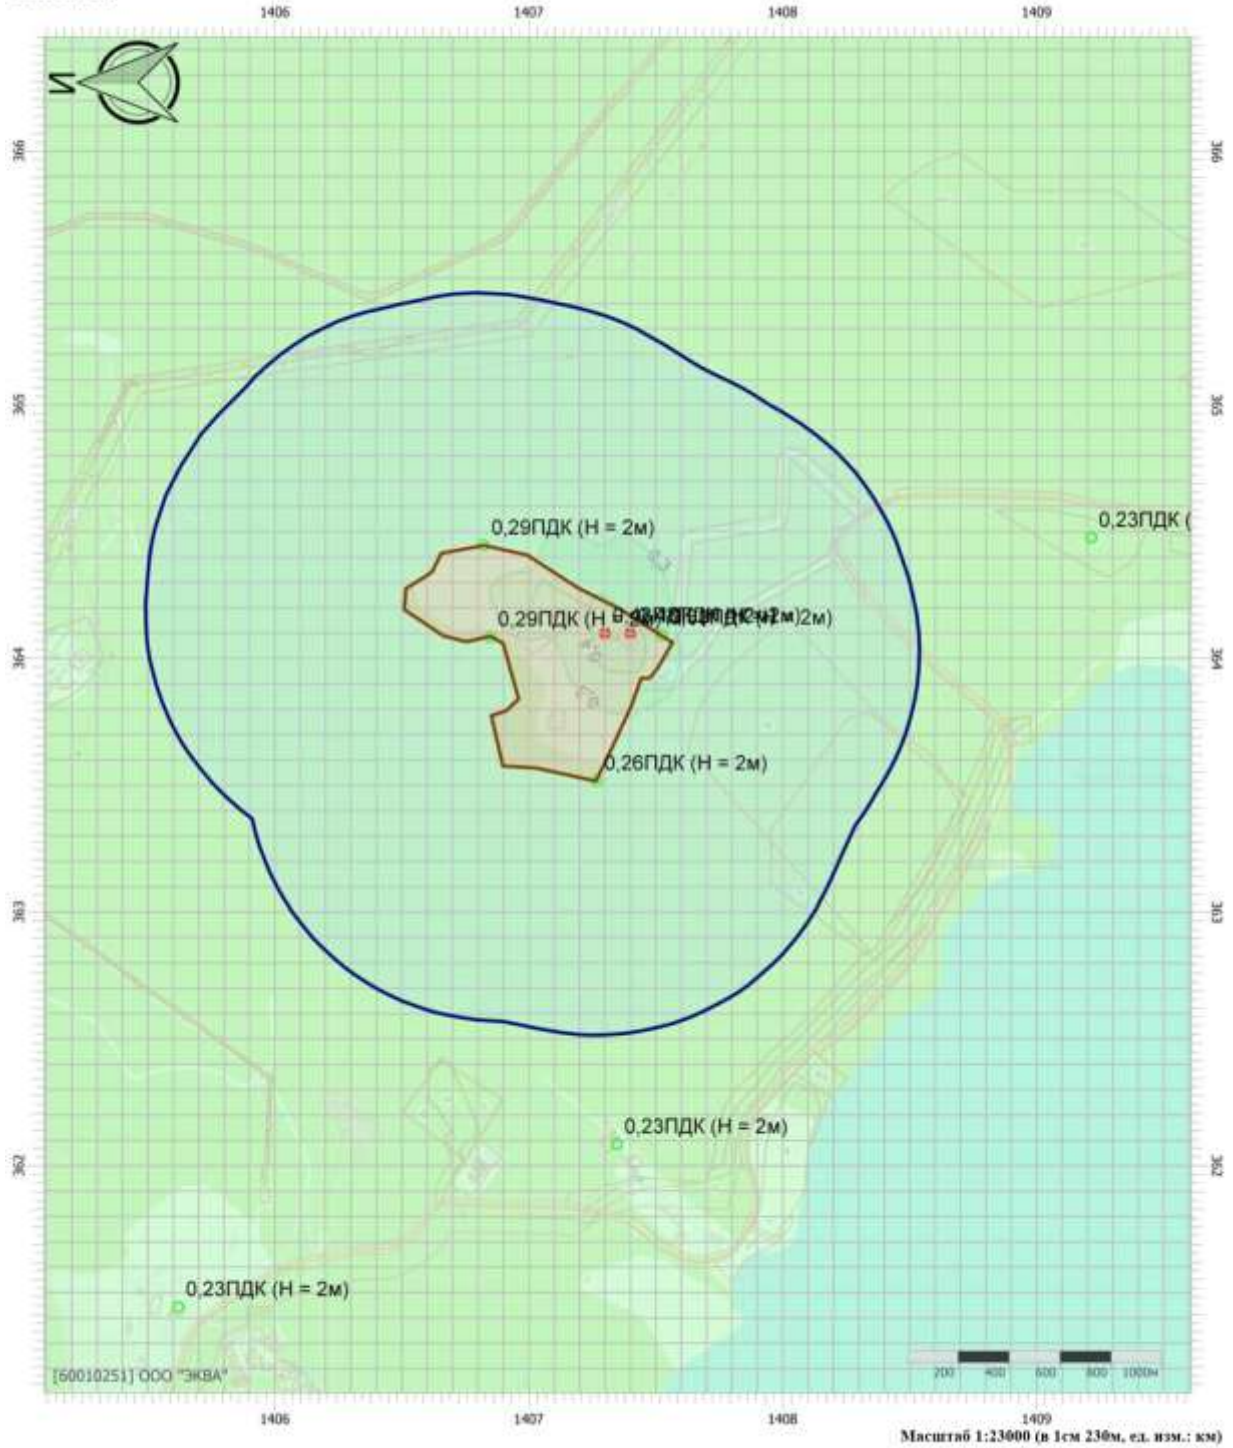 1406 1407 1408 1409
И
366 366
365 365
0,29ПДК (Н = 2м)
0,23ПДК (
0,29ПДК (Н = 2м)
364 364
0,26ПДК (Н = 2м)
363 363
0,23ПДК (Н = 2м)
362 362
0,23ПДК (Н = 2м)
[60010251] ООО "ЭКВА"
200 400 600 800 1000м
1406 1407 1408 1409
Масштаб 1:23000 (в 1см 230м, ед. изм.: км)